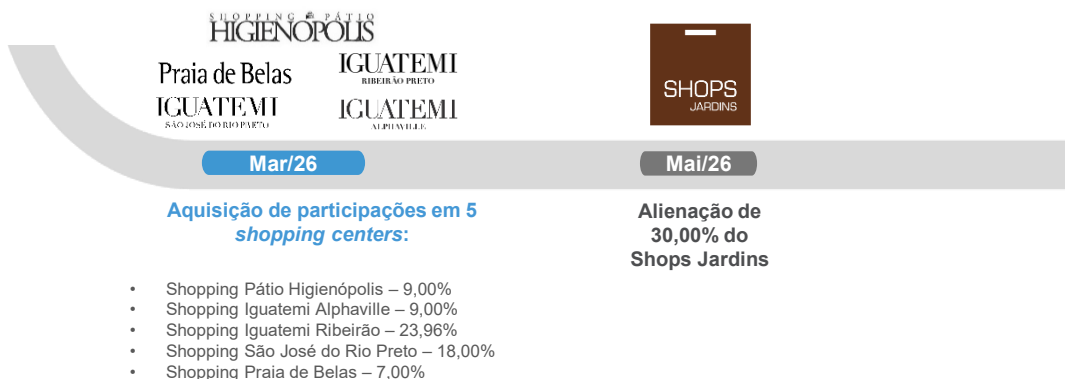 SHOPPING PÁTIO
HIGIENÓPOLIS
Praia de Belas
IGUATEMI
RIBEIRÃO PRETO
IGUATEMI
SÃO JOSÉ DO RIO PRETO
IGUATEMI
ALPHAVILLE
SHOPS
JARDINS
Mar/26
Mai/26
Aquisição de participações em 5
shopping centers:
Alienação de
30,00% do
Shops Jardins
• Shopping Pátio Higienópolis – 9,00%
• Shopping Iguatemi Alphaville – 9,00%
• Shopping Iguatemi Ribeirão – 23,96%
• Shopping São José do Rio Preto – 18,00%
• Shopping Praia de Belas – 7,00%